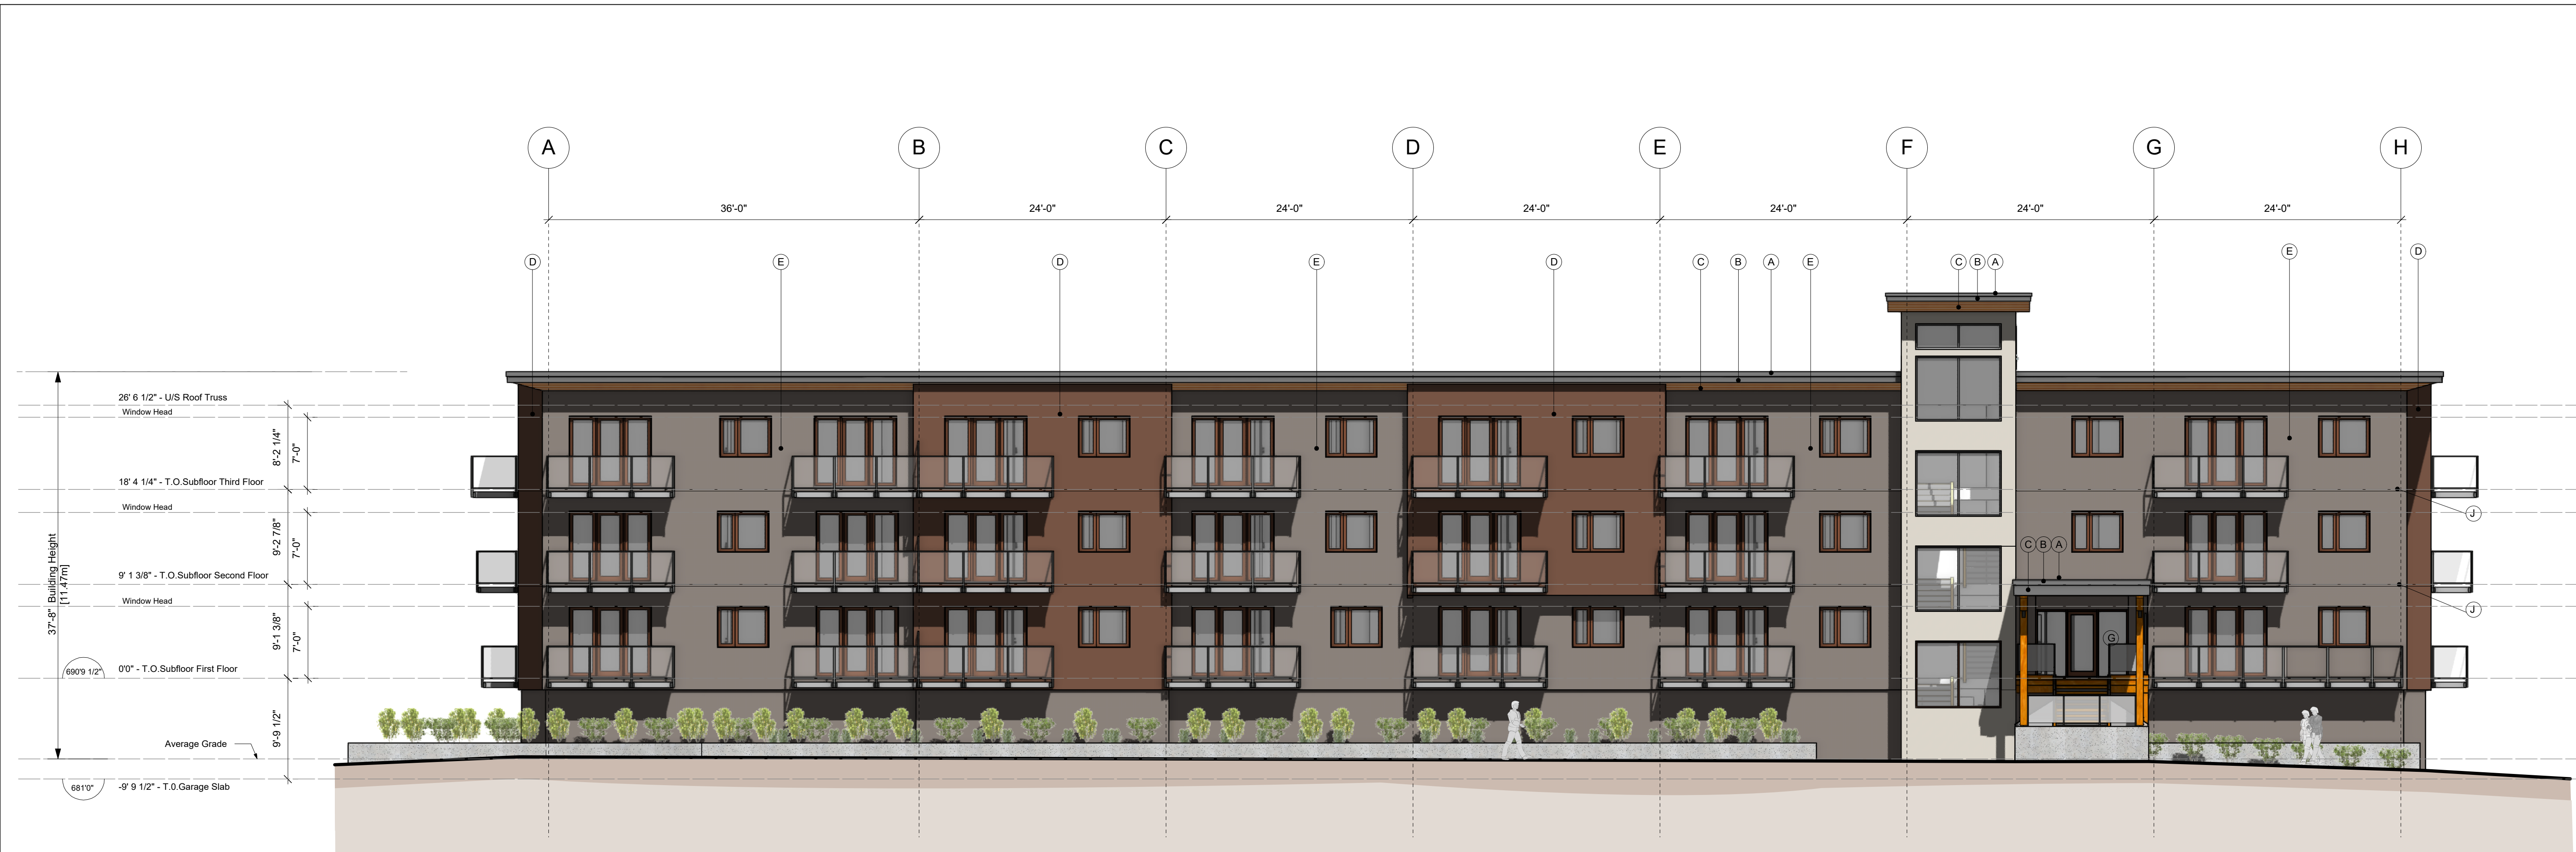 A B C D E F G H
36'-0" 24'-0" 24'-0" 24'-0" 24'-0" 24'-0" 24'-0"
D E D E D C B A E C B A E D
26' 6 1/2" - U/S Roof Truss
Window Head
8'-2 1/4"
7'-0"
18' 4 1/4" - T.O.Subfloor Third Floor
Window Head
J
9'-2 7/8"
7'-0"
C B A
37'-8" Building Height
[11.47m]
9' 1 3/8" - T.O.Subfloor Second Floor
Window Head
J
9'-1 3/8"
7'-0"
G
690'9 1/2"
0'0" - T.O.Subfloor First Floor
9'-9 1/2"
Average Grade
681'0"
-9' 9 1/2" - T.0.Garage Slab